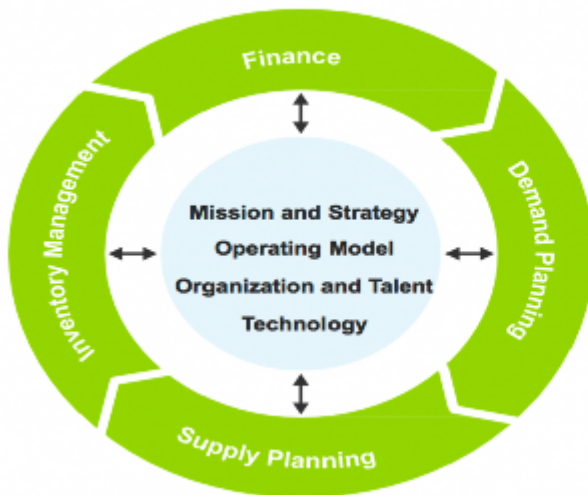 Finance
Demand Planning
Supply Planning
Inventory Management
Mission and Strategy
Operating Model
Organization and Talent
Technology